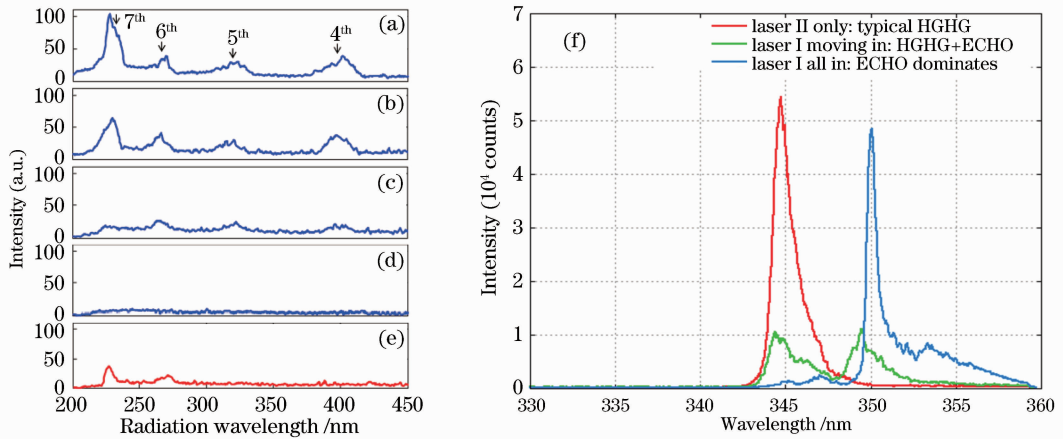 100
50
0
7th
6th
5th
4th
(a)
100
50
0
(b)
100
50
0
(c)
100
50
0
(d)
100
50
0
(e)
200 250 300 350 400 450
Radiation wavelength /nm
Intensity (a.u.)
7
6
5
4
3
2
1
0
(f)
laser II only: typical HGHG
laser I moving in: HGHG+ECHO
laser I all in: ECHO dominates
330 335 340 345 350 355 360
Wavelength /nm
Intensity (10⁴ counts)